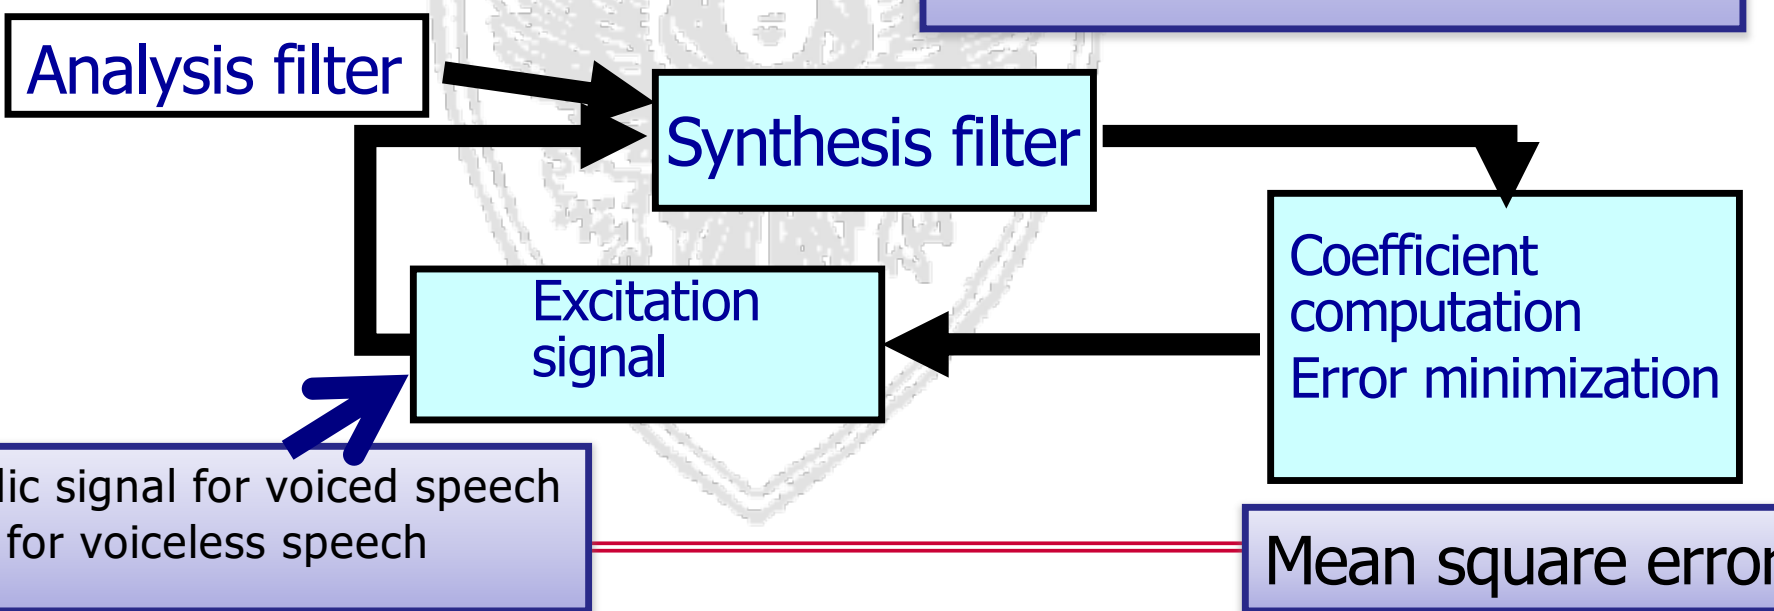 Analysis filter
Synthesis filter
Coefficient
computation
Error minimization
Excitation
signal
signal for voiced speech
for voiceless speech
Mean square error